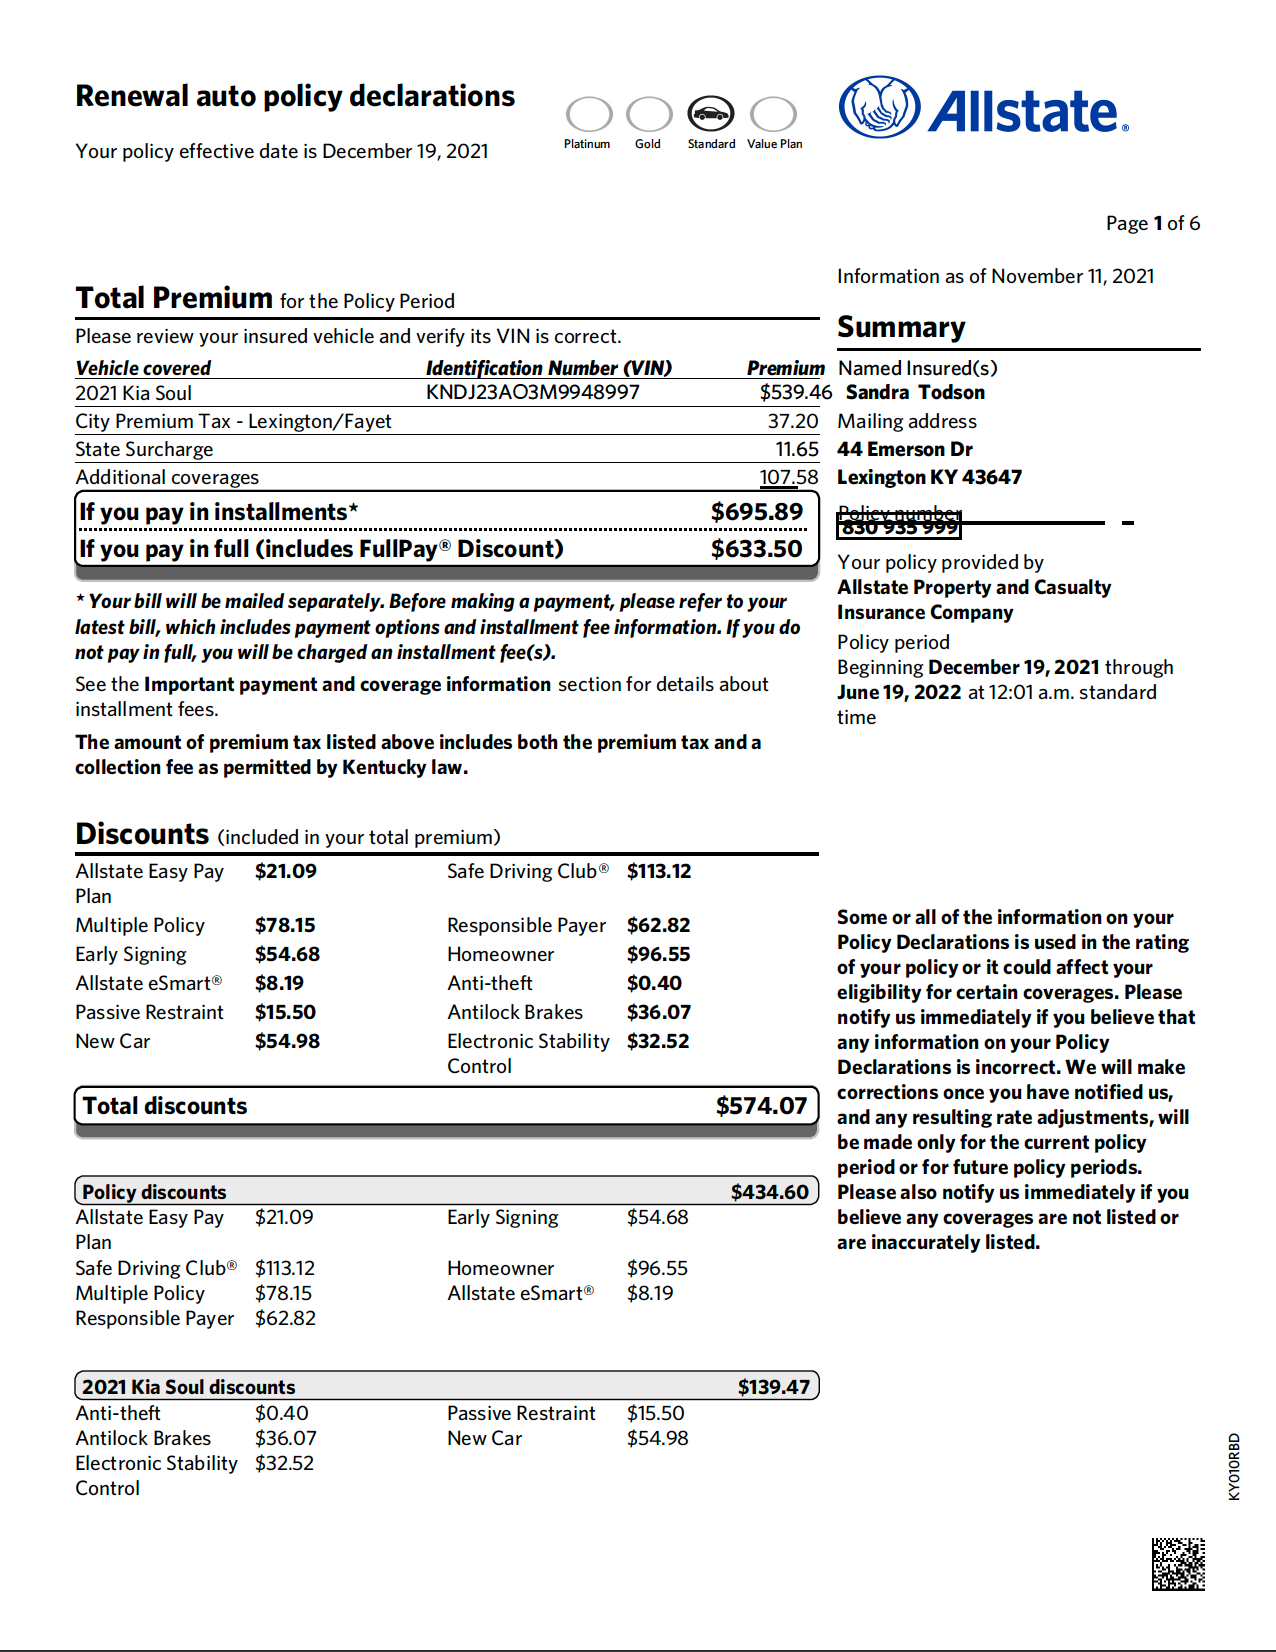 Renewal auto policy declarations
Your policy effective date is December 19, 2021
Platinum Gold Standard Value Plan
Allstate®
Page 1 of 6
Information as of November 11, 2021
Total Premium for the Policy Period
Please review your insured vehicle and verify its VIN is correct.
Vehicle covered Identification Number (VIN) Premium
2021 Kia Soul KNDJ23AO3M9948997 $539.46
City Premium Tax - Lexington/Fayet 37.20
State Surcharge 11.65
Additional coverages 107.58
If you pay in installments* $695.89
If you pay in full (includes FullPay® Discount) $633.50
* Your bill will be mailed separately. Before making a payment, please refer to your
latest bill, which includes payment options and installment fee information. If you do
not pay in full, you will be charged an installment fee(s).
See the Important payment and coverage information section for details about
installment fees.
The amount of premium tax listed above includes both the premium tax and a
collection fee as permitted by Kentucky law.
Summary
Named Insured(s)
Sandra Todson
Mailing address
44 Emerson Dr
Lexington KY 43647
Policy number
830 935 999
Your policy provided by
Allstate Property and Casualty
Insurance Company
Policy period
Beginning December 19, 2021 through
June 19, 2022 at 12:01 a.m. standard
time
Discounts (included in your total premium)
Allstate Easy Pay $21.09 Safe Driving Club® $113.12
Plan
Multiple Policy $78.15 Responsible Payer $62.82
Early Signing $54.68 Homeowner $96.55
Allstate eSmart® $8.19 Anti-theft $0.40
Passive Restraint $15.50 Antilock Brakes $36.07
New Car $54.98 Electronic Stability $32.52
Control
Total discounts $574.07
Policy discounts $434.60
Allstate Easy Pay $21.09 Early Signing $54.68
Plan
Safe Driving Club® $113.12 Homeowner $96.55
Multiple Policy $78.15 Allstate eSmart® $8.19
Responsible Payer $62.82
2021 Kia Soul discounts $139.47
Anti-theft $0.40 Passive Restraint $15.50
Antilock Brakes $36.07 New Car $54.98
Electronic Stability $32.52
Control
Some or all of the information on your
Policy Declarations is used in the rating
of your policy or it could affect your
eligibility for certain coverages. Please
notify us immediately if you believe that
any information on your Policy
Declarations is incorrect. We will make
corrections once you have notified us,
and any resulting rate adjustments, will
be made only for the current policy
period or for future policy periods.
Please also notify us immediately if you
believe any coverages are not listed or
are inaccurately listed.
KY010RBD